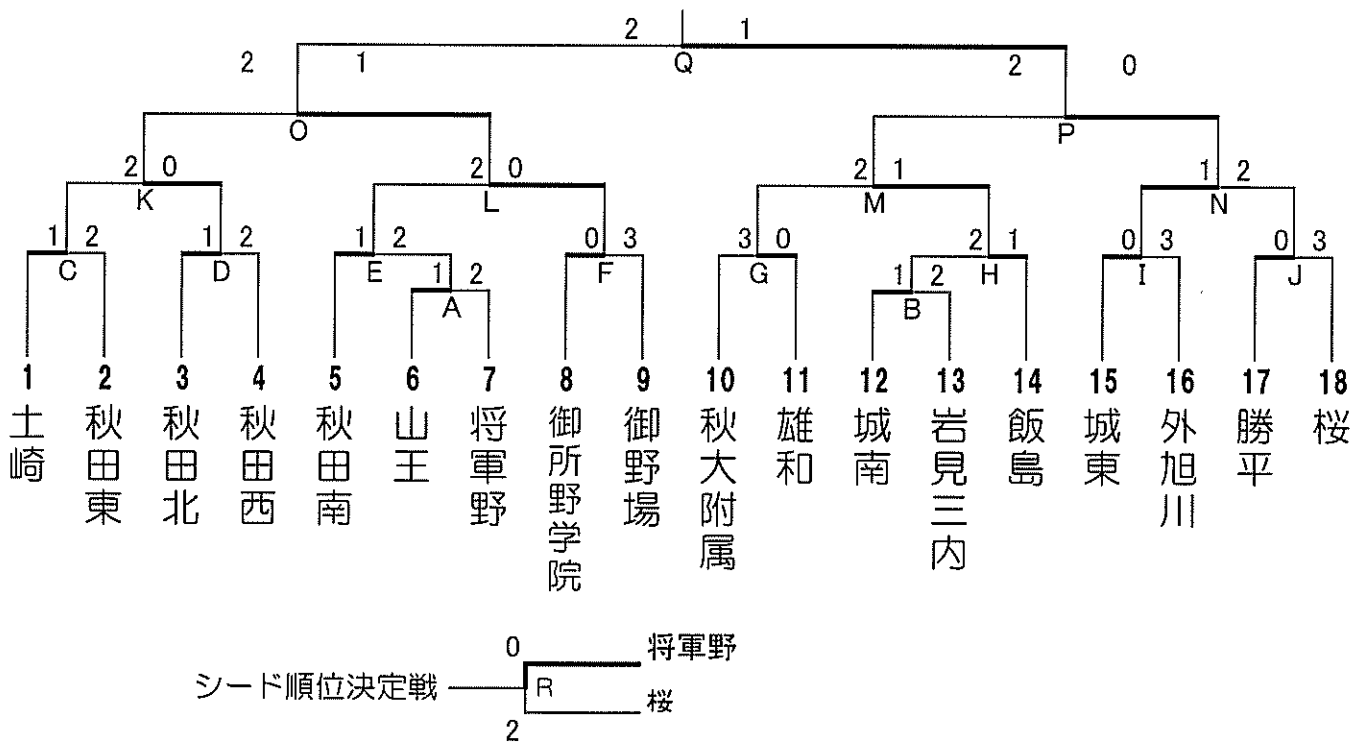 2 1
Q
2 1 2 0
O P
2 0 2 0 2 1 1 2
K L M N
1 2 1 2 1 2 0 3 3 0 2 1 0 3 0 3
C D E F G H I J
1 2 1 2
A B
1 2 3 4 5 6 7 8 9 10 11 12 13 14 15 16 17 18
土崎
秋田東
秋田北
秋田西
秋田南
山王
将軍野
御所野学院
御野場
秋大附属
雄和
城南
岩見三内
飯島
城東
外旭川
勝平
桜
0 将軍野
シード順位決定戦 R
桜
2